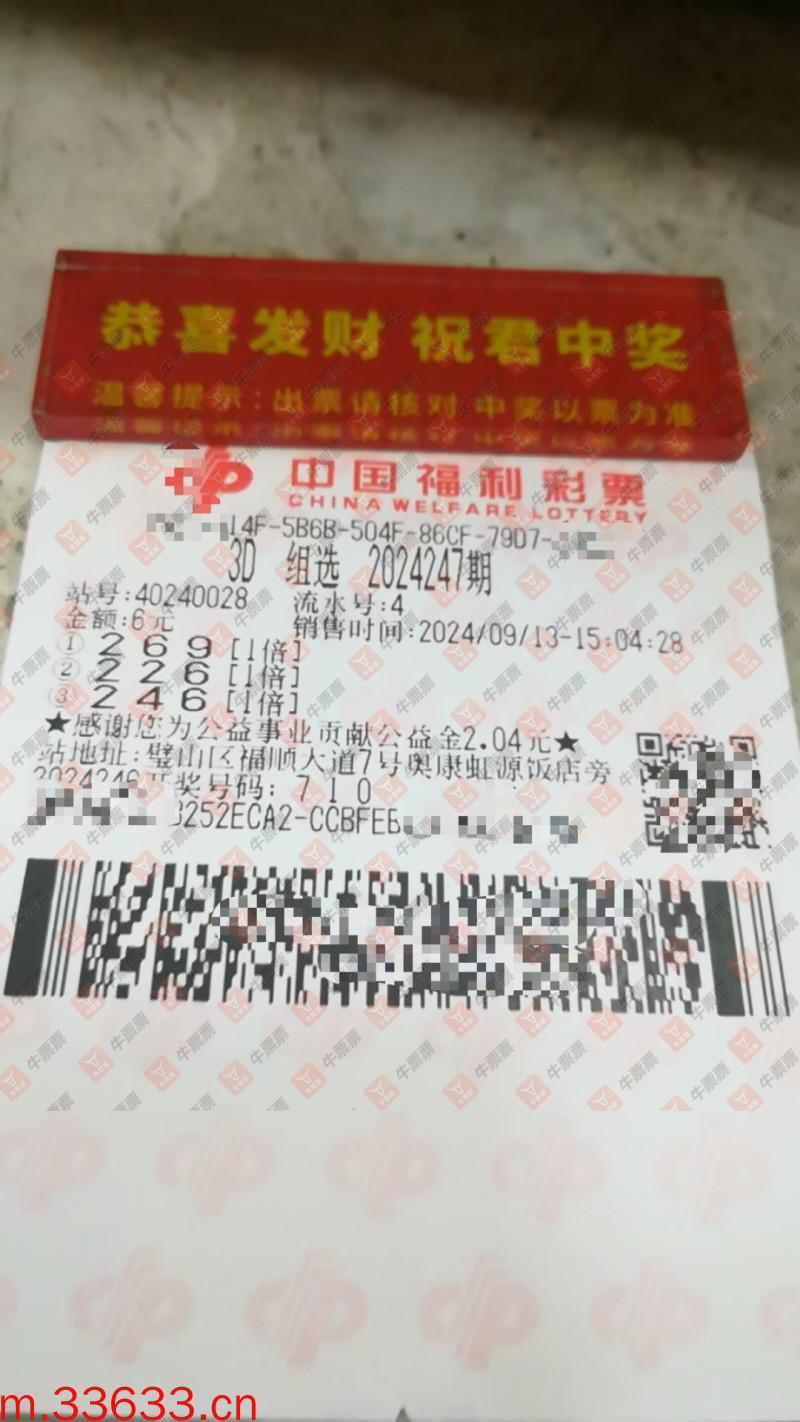 恭喜发财 祝君中奖
温馨提示:出票请核对 中奖以票为准
中国福利彩票
CHINA WELFARE LOTTERY
14F-5B6B-504F-86CF-79D7-
3D 组选 2024247期
站号:40240028 流水号:4
金额:6元 销售时间:2024/09/13-15:04:28
① 2 6 9 [1倍]
② 2 2 6 [1倍]
③ 2 4 6 [1倍]
★感谢您为公益事业贡献公益金2.04元★
站地址:璧山区福顺大道7号奥康虹源饭店旁
2024246开奖号码: 7 1 0
B252ECA2-CCBFEB
牛票票
m.33633.cn